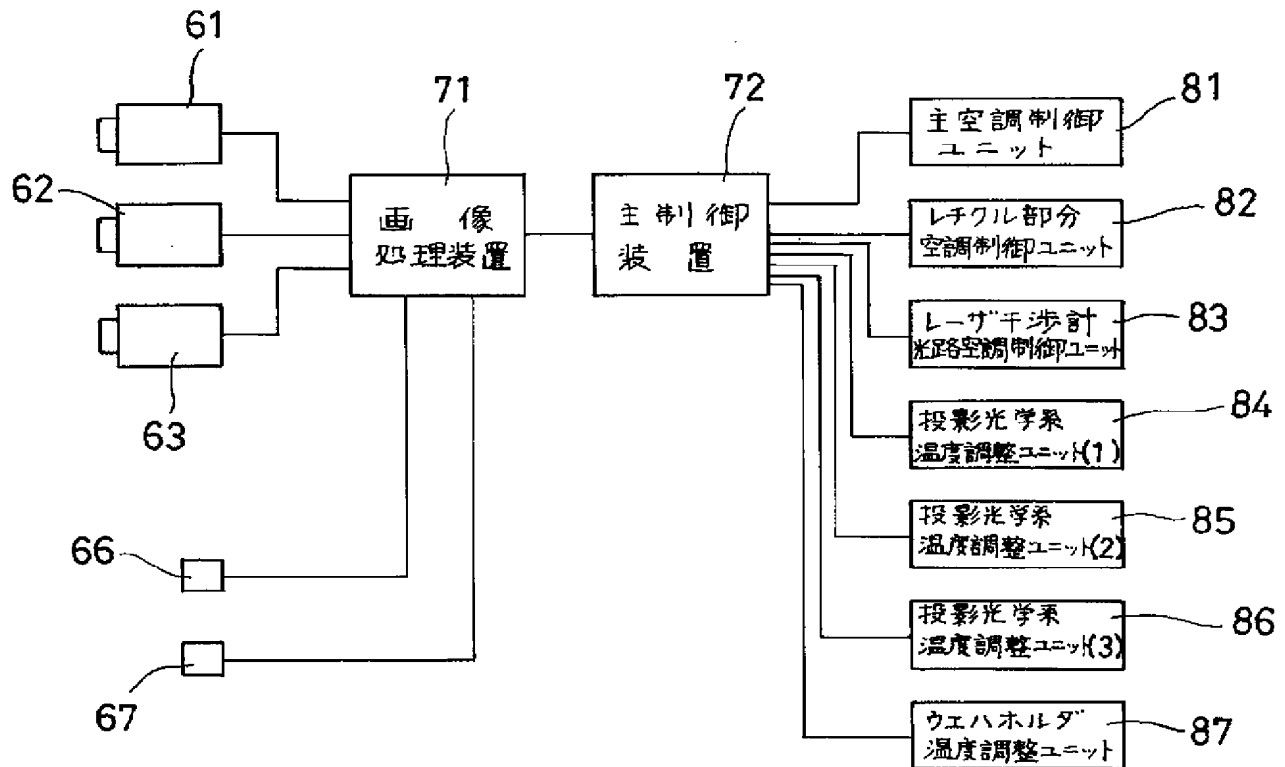 61
71
72
81
主空調制御
ユニット
62
画像
処理装置
主制御
装置
82
レチクル部分
空調制御ユニット
63
83
レーザ干渉計
光路空調制御ユニット
84
投影光学系
温度調整ユニット(1)
85
投影光学系
温度調整ユニット(2)
66
86
投影光学系
温度調整ユニット(3)
67
87
ウエハホルダ
温度調整ユニット